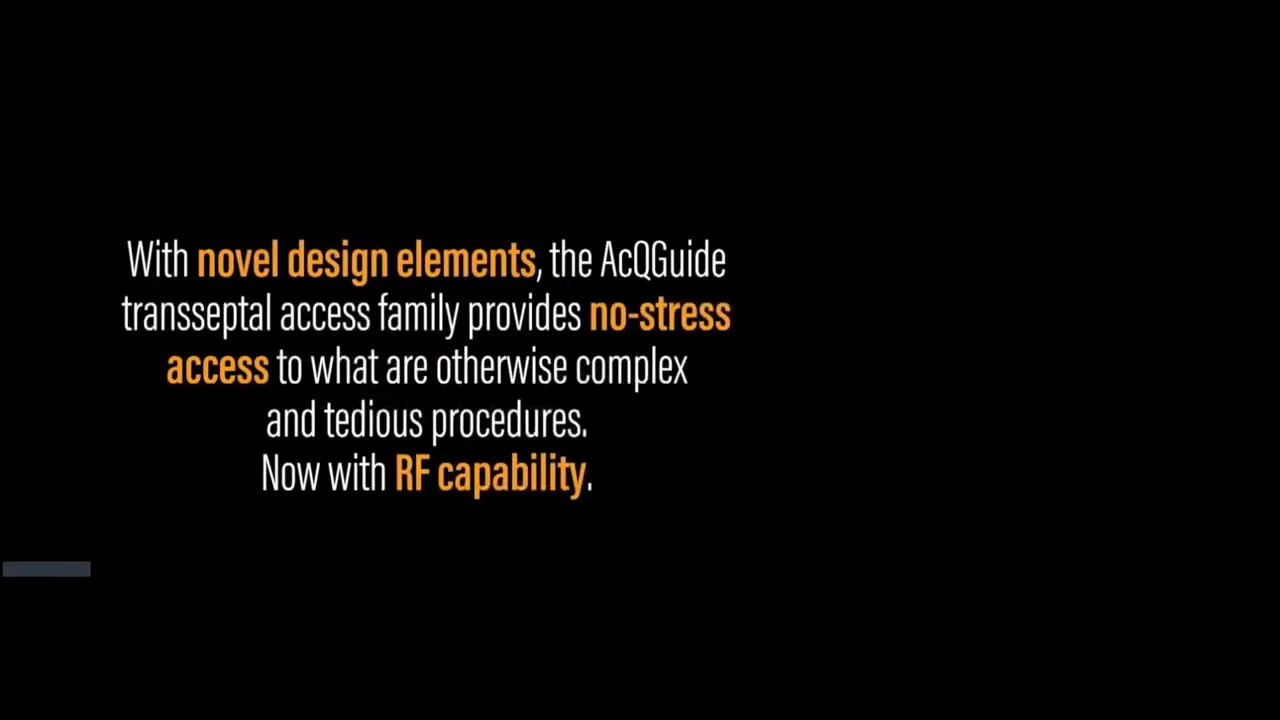 With novel design elements, the AcQGuide
transseptal access family provides no-stress
access to what are otherwise complex
and tedious procedures.
Now with RF capability.